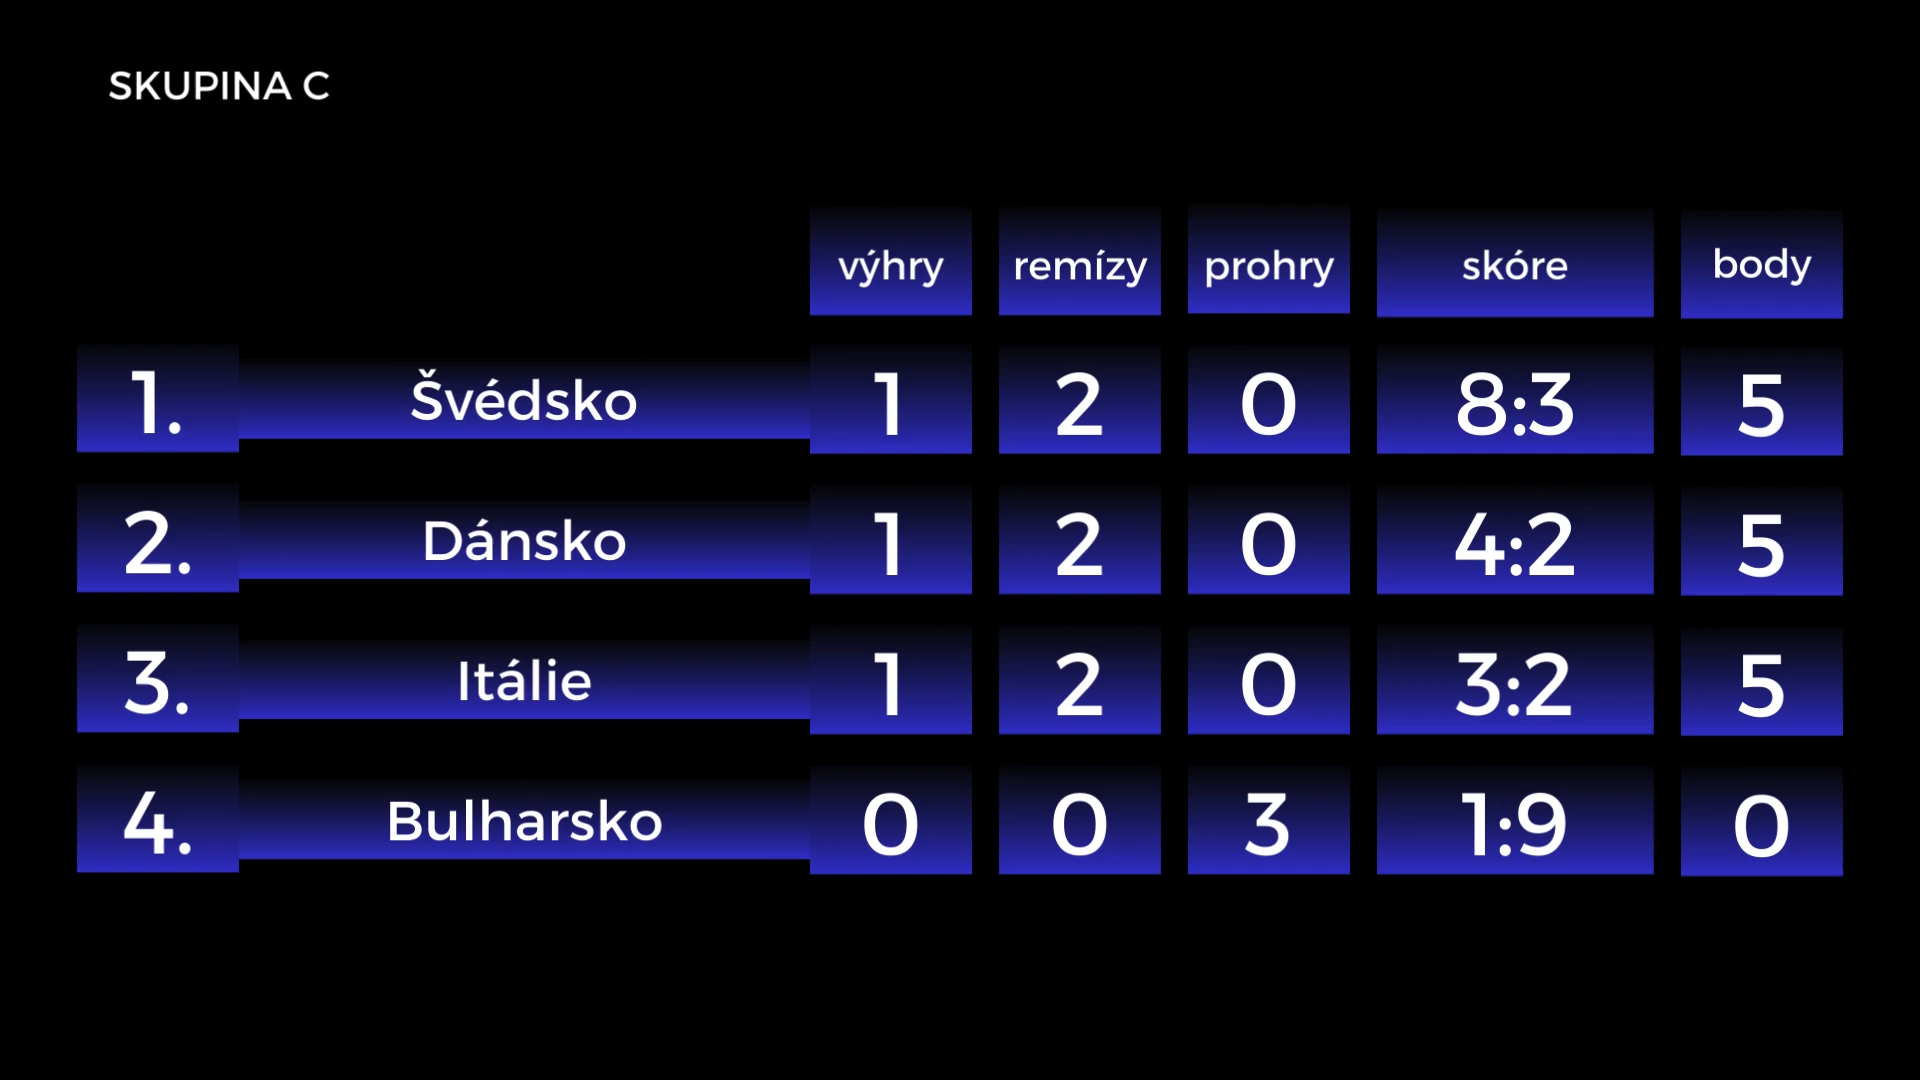 SKUPINA C
výhry remízy prohry skóre body
1. Švédsko 1 2 0 8:3 5
2. Dánsko 1 2 0 4:2 5
3. Itálie 1 2 0 3:2 5
4. Bulharsko 0 0 3 1:9 0